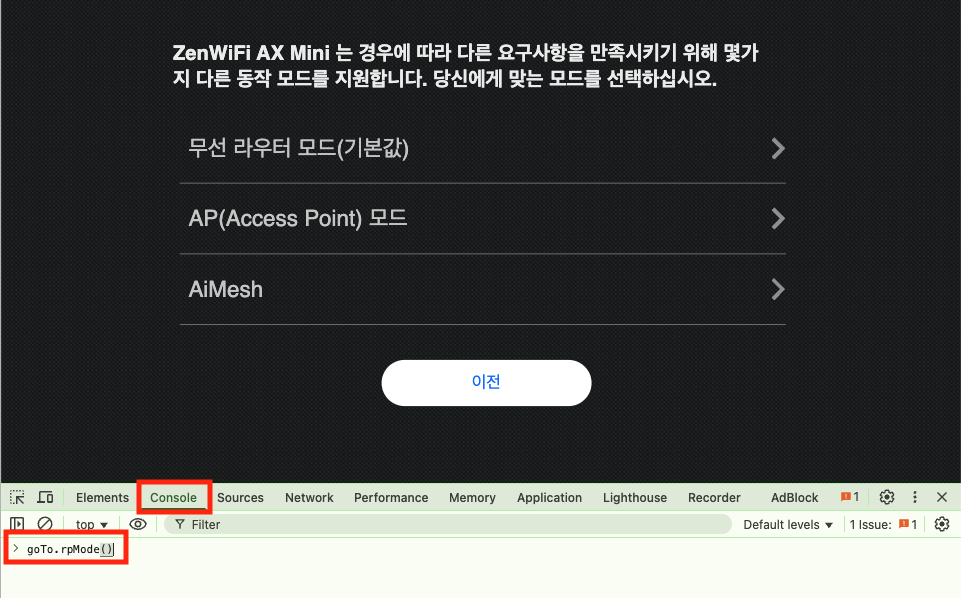 ZenWiFi AX Mini 는 경우에 따라 다른 요구사항을 만족시키기 위해 몇가
지 다른 동작 모드를 지원합니다. 당신에게 맞는 모드를 선택하십시오.
무선 라우터 모드(기본값)
AP(Access Point) 모드
AiMesh
이전
Elements Console Sources Network Performance Memory Application Lighthouse Recorder AdBlock 1
top Filter Default levels 1 Issue: 1
> goTo.rpMode()